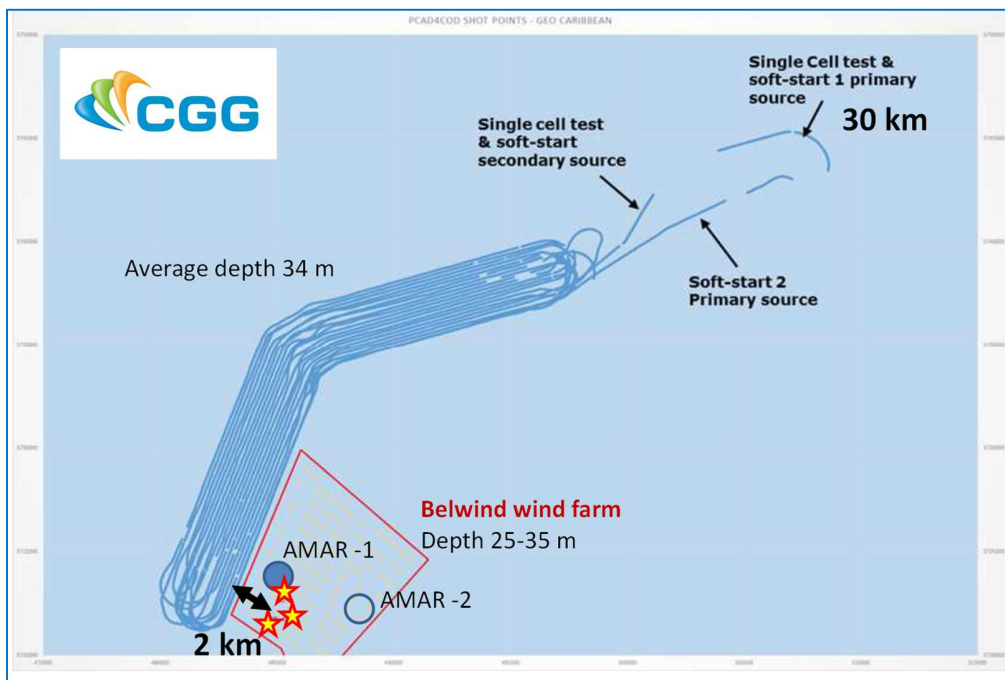 PCAD4COD SHOT POINTS - GEO CARIBBEAN
CGG
Single Cell test &
soft-start 1 primary
source
30 km
Single cell test
& soft-start
secondary source
Average depth 34 m
Soft-start 2
Primary source
Belwind wind farm
Depth 25-35 m
AMAR -1
AMAR -2
2 km